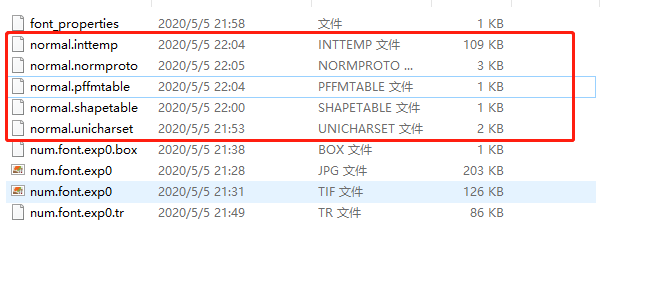 font_properties 2020/5/5 21:58 文件 1 KB
normal.inttemp 2020/5/5 22:04 INTTEMP 文件 109 KB
normal.normproto 2020/5/5 22:05 NORMPROTO ... 3 KB
normal.pffmtable 2020/5/5 22:04 PFFMTABLE 文件 1 KB
normal.shapetable 2020/5/5 22:00 SHAPETABLE 文件 1 KB
normal.unicharset 2020/5/5 21:53 UNICHARSET 文件 2 KB
num.font.exp0.box 2020/5/5 21:38 BOX 文件 1 KB
num.font.exp0 2020/5/5 21:28 JPG 文件 203 KB
num.font.exp0 2020/5/5 21:31 TIF 文件 126 KB
num.font.exp0.tr 2020/5/5 21:49 TR 文件 86 KB